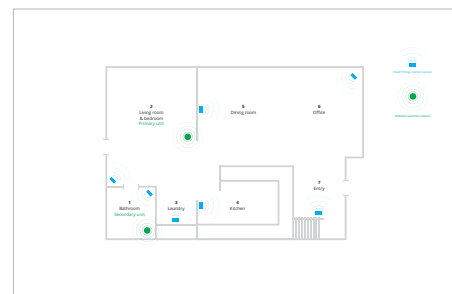 2
Living room
& bedroom
Primary unit
5
Dining room
6
Office
7
Entry
1
Bathroom
Secondary unit
3
Laundry
4
Kitchen